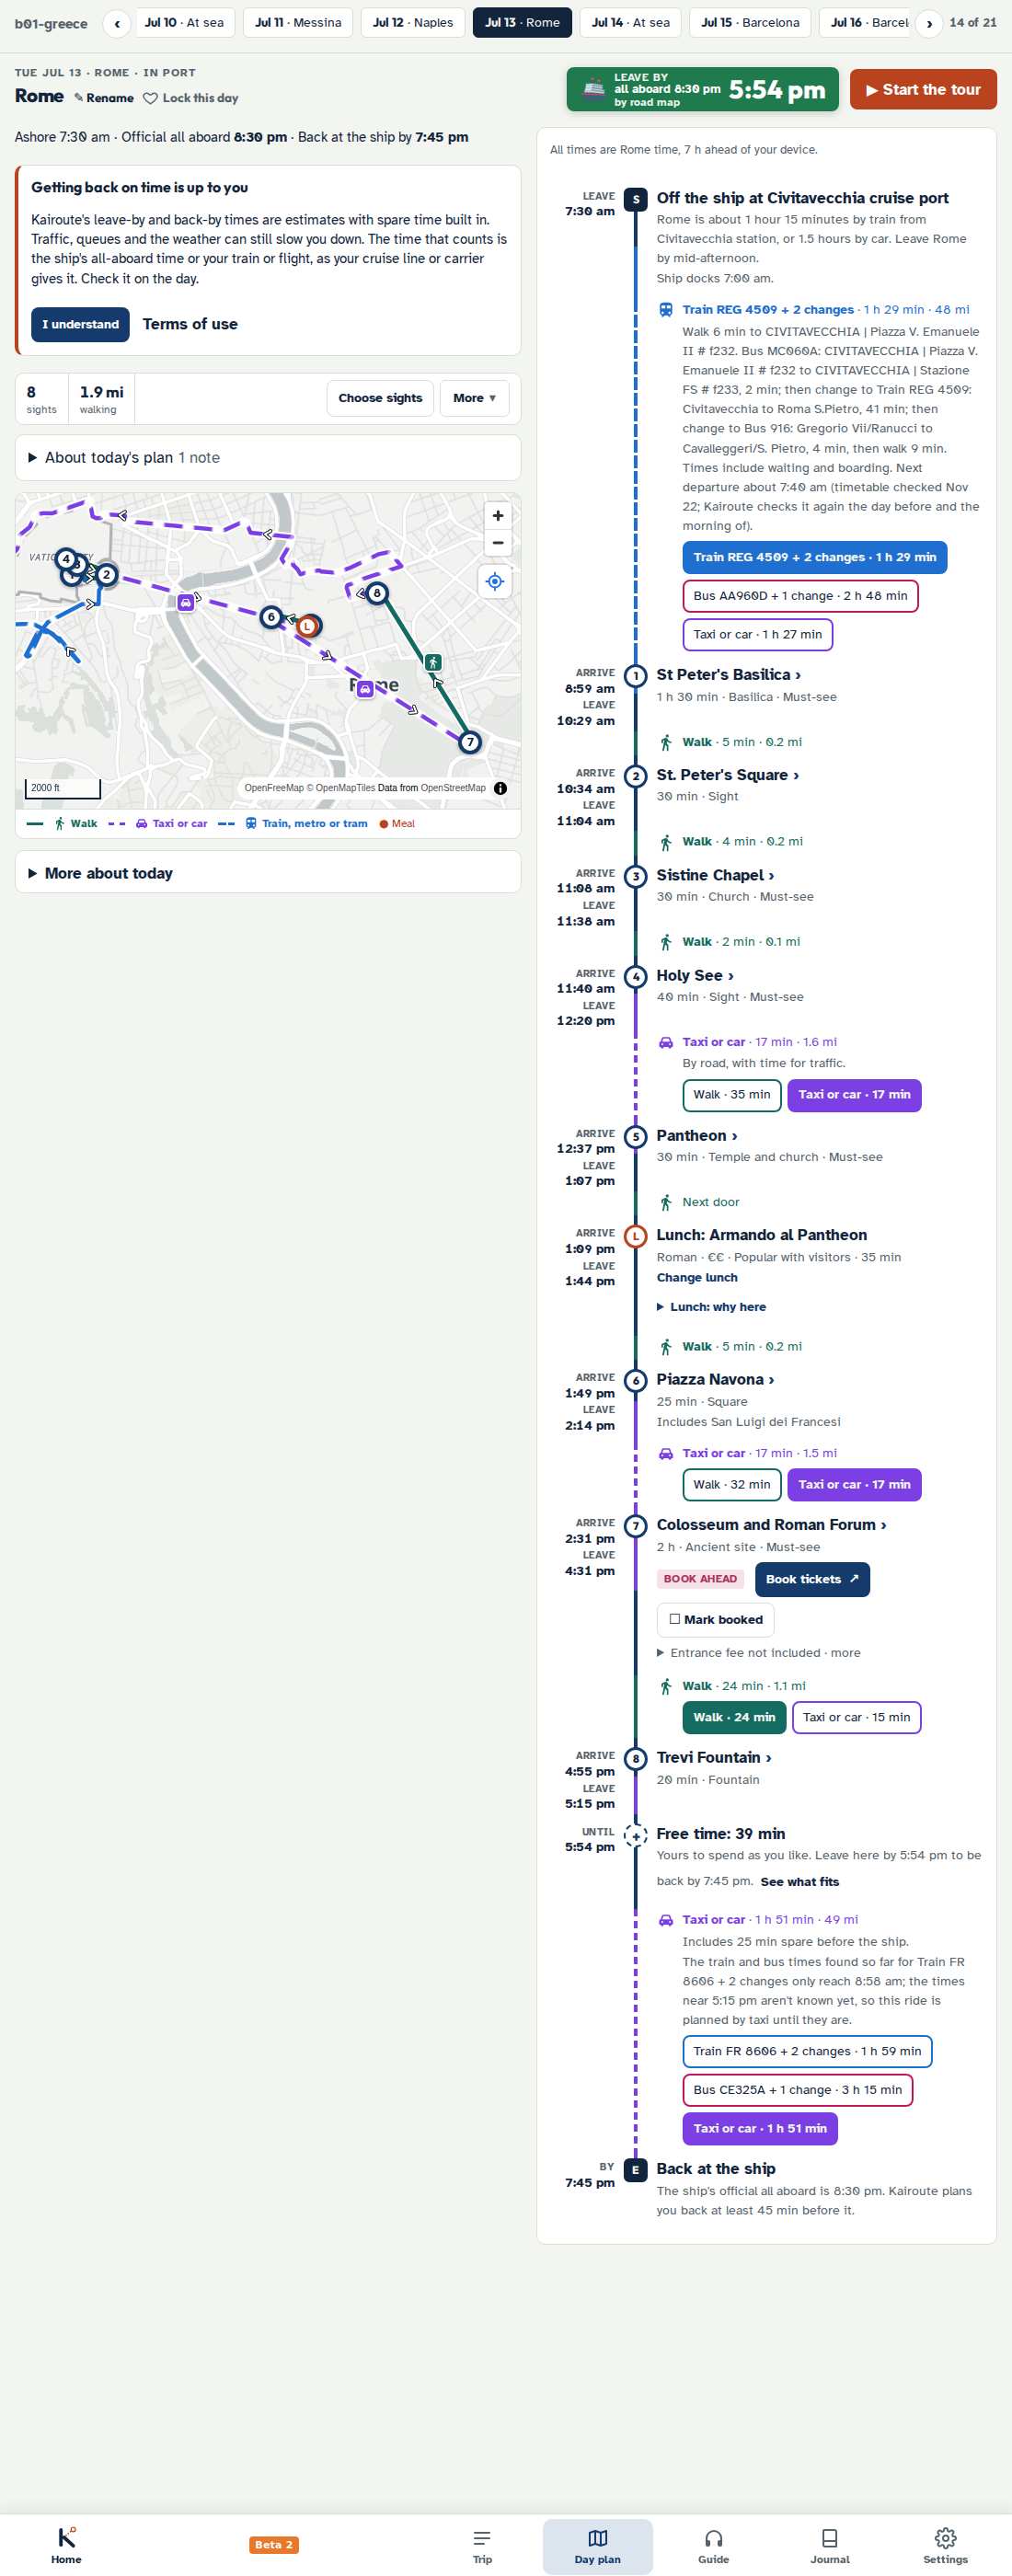 b01-greece
‹
Jul 10 · At sea
Jul 11 · Messina
Jul 12 · Naples
Jul 13 · Rome
Jul 14 · At sea
Jul 15 · Barcelona
Jul 16 · Barcel
›
14 of 21
TUE JUL 13 · ROME · IN PORT
Rome
✎ Rename
Lock this day
LEAVE BY
all aboard 8:30 pm
by road map
5:54 pm
▶ Start the tour
Ashore 7:30 am · Official all aboard 8:30 pm · Back at the ship by 7:45 pm
Getting back on time is up to you
Kairoute's leave-by and back-by times are estimates with spare time built in.
Traffic, queues and the weather can still slow you down. The time that counts is
the ship's all-aboard time or your train or flight, as your cruise line or carrier
gives it. Check it on the day.
I understand
Terms of use
8
sights
1.9 mi
walking
Choose sights
More ▼
▶ About today's plan 1 note
4
2
6
L
8
7
+
−
2000 ft
OpenFreeMap © OpenMapTiles Data from OpenStreetMap
Walk
Taxi or car
Train, metro or tram
Meal
▶ More about today
All times are Rome time, 7 h ahead of your device.
LEAVE
7:30 am
S
Off the ship at Civitavecchia cruise port
Rome is about 1 hour 15 minutes by train from
Civitavecchia station, or 1.5 hours by car. Leave Rome
by mid-afternoon.
Ship docks 7:00 am.
Train REG 4509 + 2 changes · 1 h 29 min · 48 mi
Walk 6 min to CIVITAVECCHIA | Piazza V. Emanuele
II # f232. Bus MC060A: CIVITAVECCHIA | Piazza V.
Emanuele II # f232 to CIVITAVECCHIA | Stazione
FS # f233, 2 min; then change to Train REG 4509:
Civitavecchia to Roma S.Pietro, 41 min; then
change to Bus 916: Gregorio Vii/Ranucci to
Cavalleggeri/S. Pietro, 4 min, then walk 9 min.
Times include waiting and boarding. Next
departure about 7:40 am (timetable checked Nov
22; Kairoute checks it again the day before and the
morning of).
Train REG 4509 + 2 changes · 1 h 29 min
Bus AA960D + 1 change · 2 h 48 min
Taxi or car · 1 h 27 min
ARRIVE
8:59 am
LEAVE
10:29 am
1
St Peter's Basilica ›
1 h 30 min · Basilica · Must-see
Walk · 5 min · 0.2 mi
ARRIVE
10:34 am
LEAVE
11:04 am
2
St. Peter's Square ›
30 min · Sight
Walk · 4 min · 0.2 mi
ARRIVE
11:08 am
LEAVE
11:38 am
3
Sistine Chapel ›
30 min · Church · Must-see
Walk · 2 min · 0.1 mi
ARRIVE
11:40 am
LEAVE
12:20 pm
4
Holy See ›
40 min · Sight · Must-see
Taxi or car · 17 min · 1.6 mi
By road, with time for traffic.
Walk · 35 min
Taxi or car · 17 min
ARRIVE
12:37 pm
LEAVE
1:07 pm
5
Pantheon ›
30 min · Temple and church · Must-see
Next door
ARRIVE
1:09 pm
LEAVE
1:44 pm
L
Lunch: Armando al Pantheon
Roman · €€ · Popular with visitors · 35 min
Change lunch
▶ Lunch: why here
Walk · 5 min · 0.2 mi
ARRIVE
1:49 pm
LEAVE
2:14 pm
6
Piazza Navona ›
25 min · Square
Includes San Luigi dei Francesi
Taxi or car · 17 min · 1.5 mi
Walk · 32 min
Taxi or car · 17 min
ARRIVE
2:31 pm
LEAVE
4:31 pm
7
Colosseum and Roman Forum ›
2 h · Ancient site · Must-see
BOOK AHEAD
Book tickets ↗
☐ Mark booked
▶ Entrance fee not included · more
Walk · 24 min · 1.1 mi
Walk · 24 min
Taxi or car · 15 min
ARRIVE
4:55 pm
LEAVE
5:15 pm
8
Trevi Fountain ›
20 min · Fountain
UNTIL
5:54 pm
+
Free time: 39 min
Yours to spend as you like. Leave here by 5:54 pm to be
back by 7:45 pm. See what fits
Taxi or car · 1 h 51 min · 49 mi
Includes 25 min spare before the ship.
The train and bus times found so far for Train FR
8606 + 2 changes only reach 8:58 am; the times
near 5:15 pm aren't known yet, so this ride is
planned by taxi until they are.
Train FR 8606 + 2 changes · 1 h 59 min
Bus CE325A + 1 change · 3 h 15 min
Taxi or car · 1 h 51 min
BY
7:45 pm
E
Back at the ship
The ship's official all aboard is 8:30 pm. Kairoute plans
you back at least 45 min before it.
Home
Beta 2
Trip
Day plan
Guide
Journal
Settings